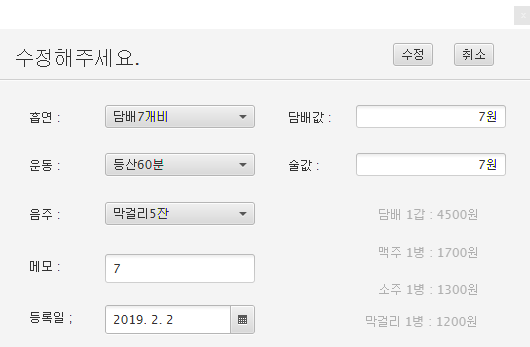 수정해주세요.
수정
취소
흡연 :
담배7개비
담배값 :
7원
운동 :
등산60분
술값 :
7원
음주 :
막걸리5잔
담배 1갑 : 4500원
맥주 1병 : 1700원
메모 :
7
소주 1병 : 1300원
등록일 ;
2019. 2. 2
막걸리 1병 : 1200원